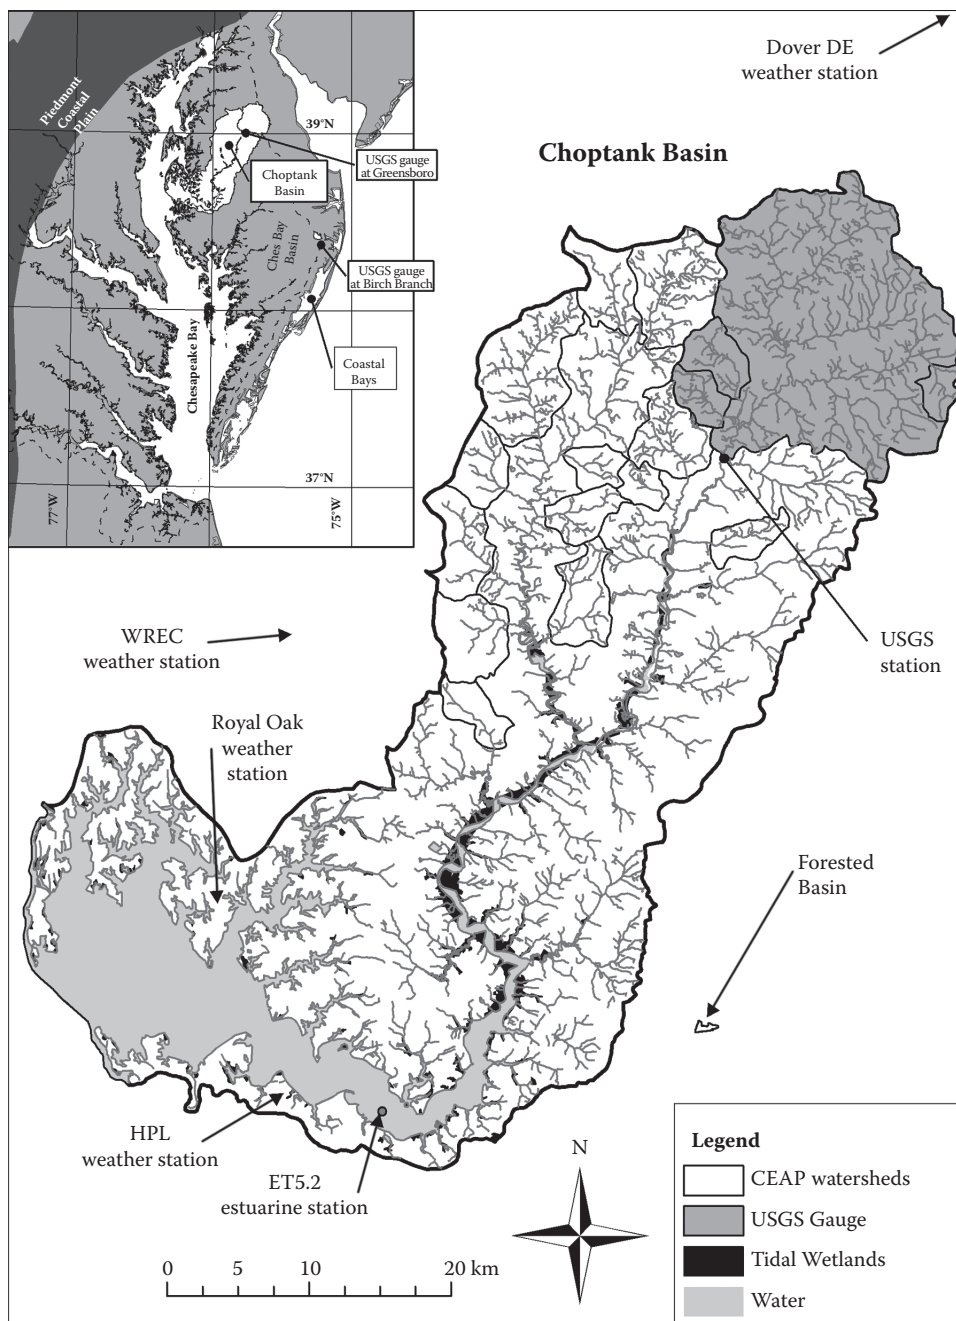 Dover DE
weather station
Choptank Basin
Piedmont
Coastal
Plain
39°N
USGS gauge
at Greensboro
Choptank
Basin
Ches Bay
Basin
USGS gauge
at Birch Branch
Chesapeake Bay
Coastal
Bays
37°N
77°W
75°W
WREC
weather station
USGS
station
Royal Oak
weather
station
Forested
Basin
HPL
weather station
ET5.2
estuarine station
N
0 5 10 20 km
Legend
CEAP watersheds
USGS Gauge
Tidal Wetlands
Water